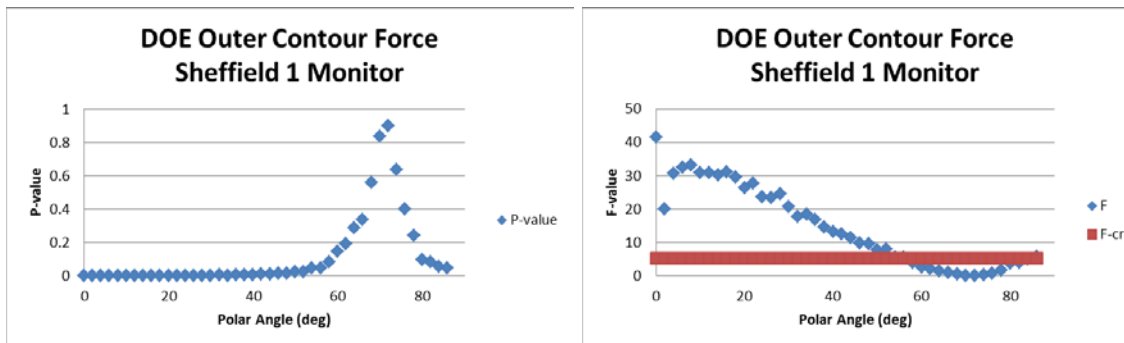 DOE Outer Contour Force
Sheffield 1 Monitor
1
0.8
0.6
0.4
0.2
0
P-value
0 20 40 60 80
Polar Angle (deg)
P-value
DOE Outer Contour Force
Sheffield 1 Monitor
50
40
30
20
10
0
F-value
0 20 40 60 80
Polar Angle (deg)
F
F-cr